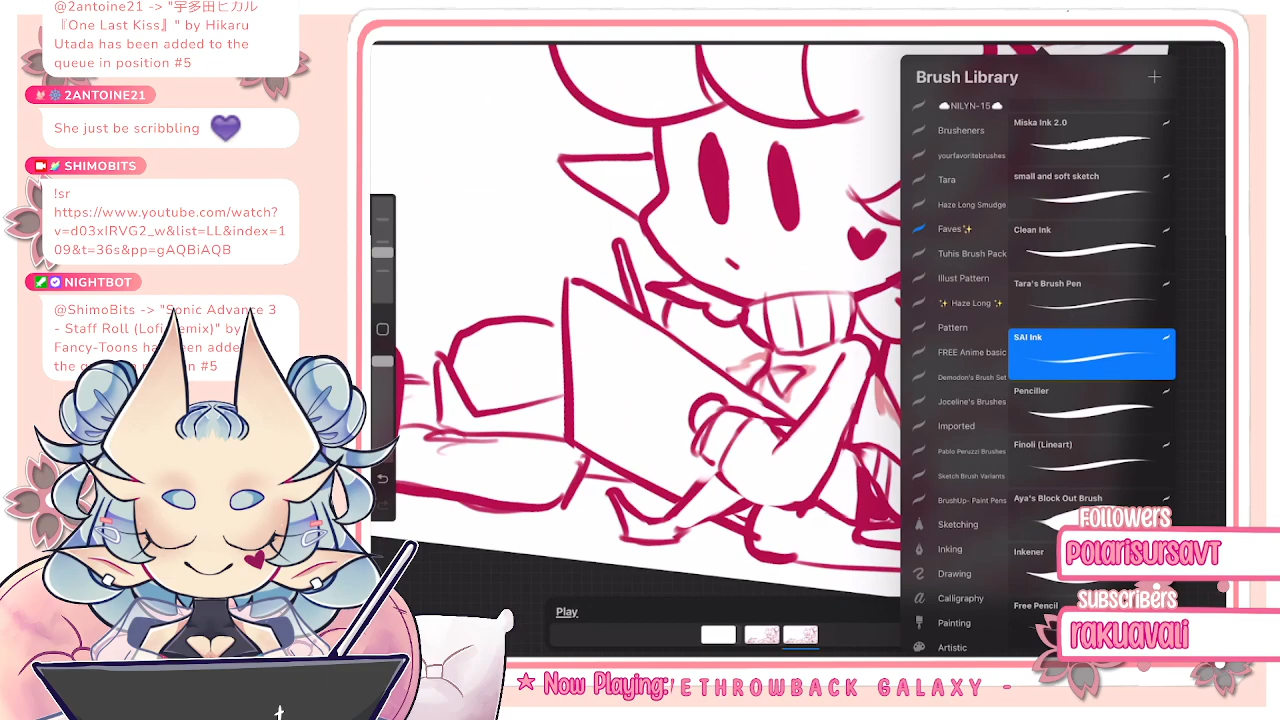 @2antoine21 -> "宇多田ヒカル
『One Last Kiss』" by Hikaru
Utada has been added to the
queue in position #5
2ANTOINE21
She just be scribbling
SHIMOBITS
!sr
https://www.youtube.com/watch?
v=d03xIRVG2_w&list=LL&index=1
09&t=36s&pp=gAQBiAQB
NIGHTBOT
@ShimoBits -> "Sonic Advance 3
- Staff Roll (Lofi Remix)" by
Fancy-Toons has been added
the queue in position #5
Brush Library
NILYN-15
Brusheners
yourfavoritebrushes
Tara
Haze Long Smudge
Faves✨
Tuhis Brush Pack
Illust Pattern
✨ Haze Long ✨
Pattern
FREE Anime basic
Demodon's Brush Set
Joceline's Brushes
Imported
Pablo Peruzzi Brushes
Sketch Brush Variants
BrushUp- Paint Pens
Sketching
Inking
Drawing
Calligraphy
Painting
Artistic
Miska Ink 2.0
small and soft sketch
Clean Ink
Tara's Brush Pen
SAI Ink
Penciller
Finoli (Lineart)
Aya's Block Out Brush
Inkener
Free Pencil
Play
Followers
polarisursavt
Subscribers
rakuavali
Now Playing:
ETHROWBACK GALAXY -